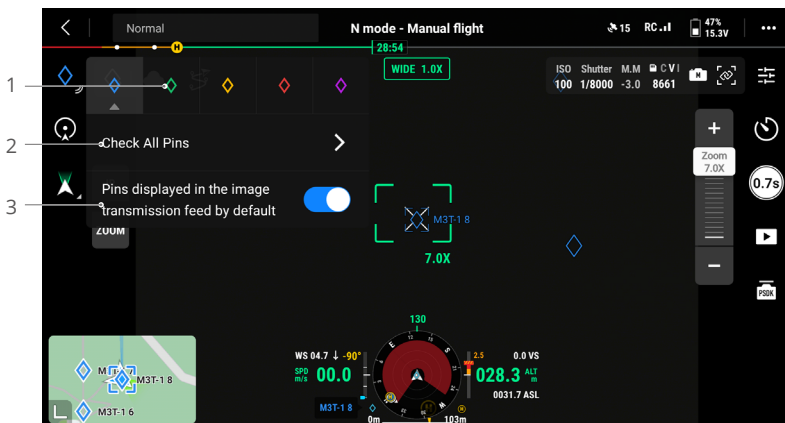 Normal
N mode - Manual flight
15
RC
47%
15.3V
H
28:54
WIDE 1.0X
ISO Shutter M.M C V I
100 1/8000 -3.0 8661
M
1
2
Check All Pins
3
Pins displayed in the image
transmission feed by default
ZOOM
+
Zoom
7.0X
−
0.7s
PSDK
M3T-1 8
7.0X
130
WS 04.7 ↓ -90°
SPD
m/s
00.0
E
S
W
12
15
2.5
0.0 VS
028.3 ALT
m
0031.7 ASL
M3T-1 8
0m
103m
M3T-1 8
M3T-1 6